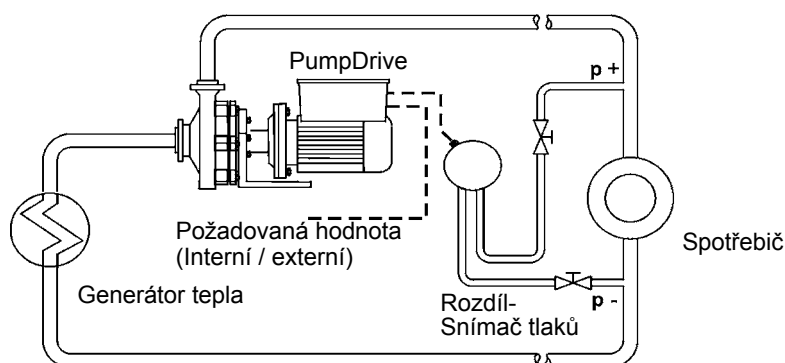 PumpDrive
p +
Požadovaná hodnota
(Interní / externí)
Spotřebič
Generátor tepla
Rozdíl-
Snímač tlaků
p -